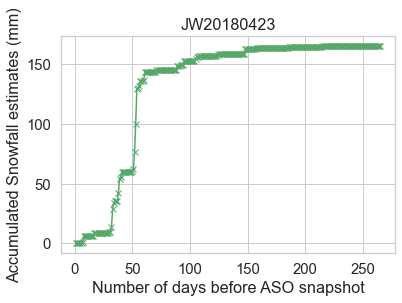 JW20180423
Accumulated Snowfall estimates (mm)
150
100
50
0
0 50 100 150 200 250
Number of days before ASO snapshot